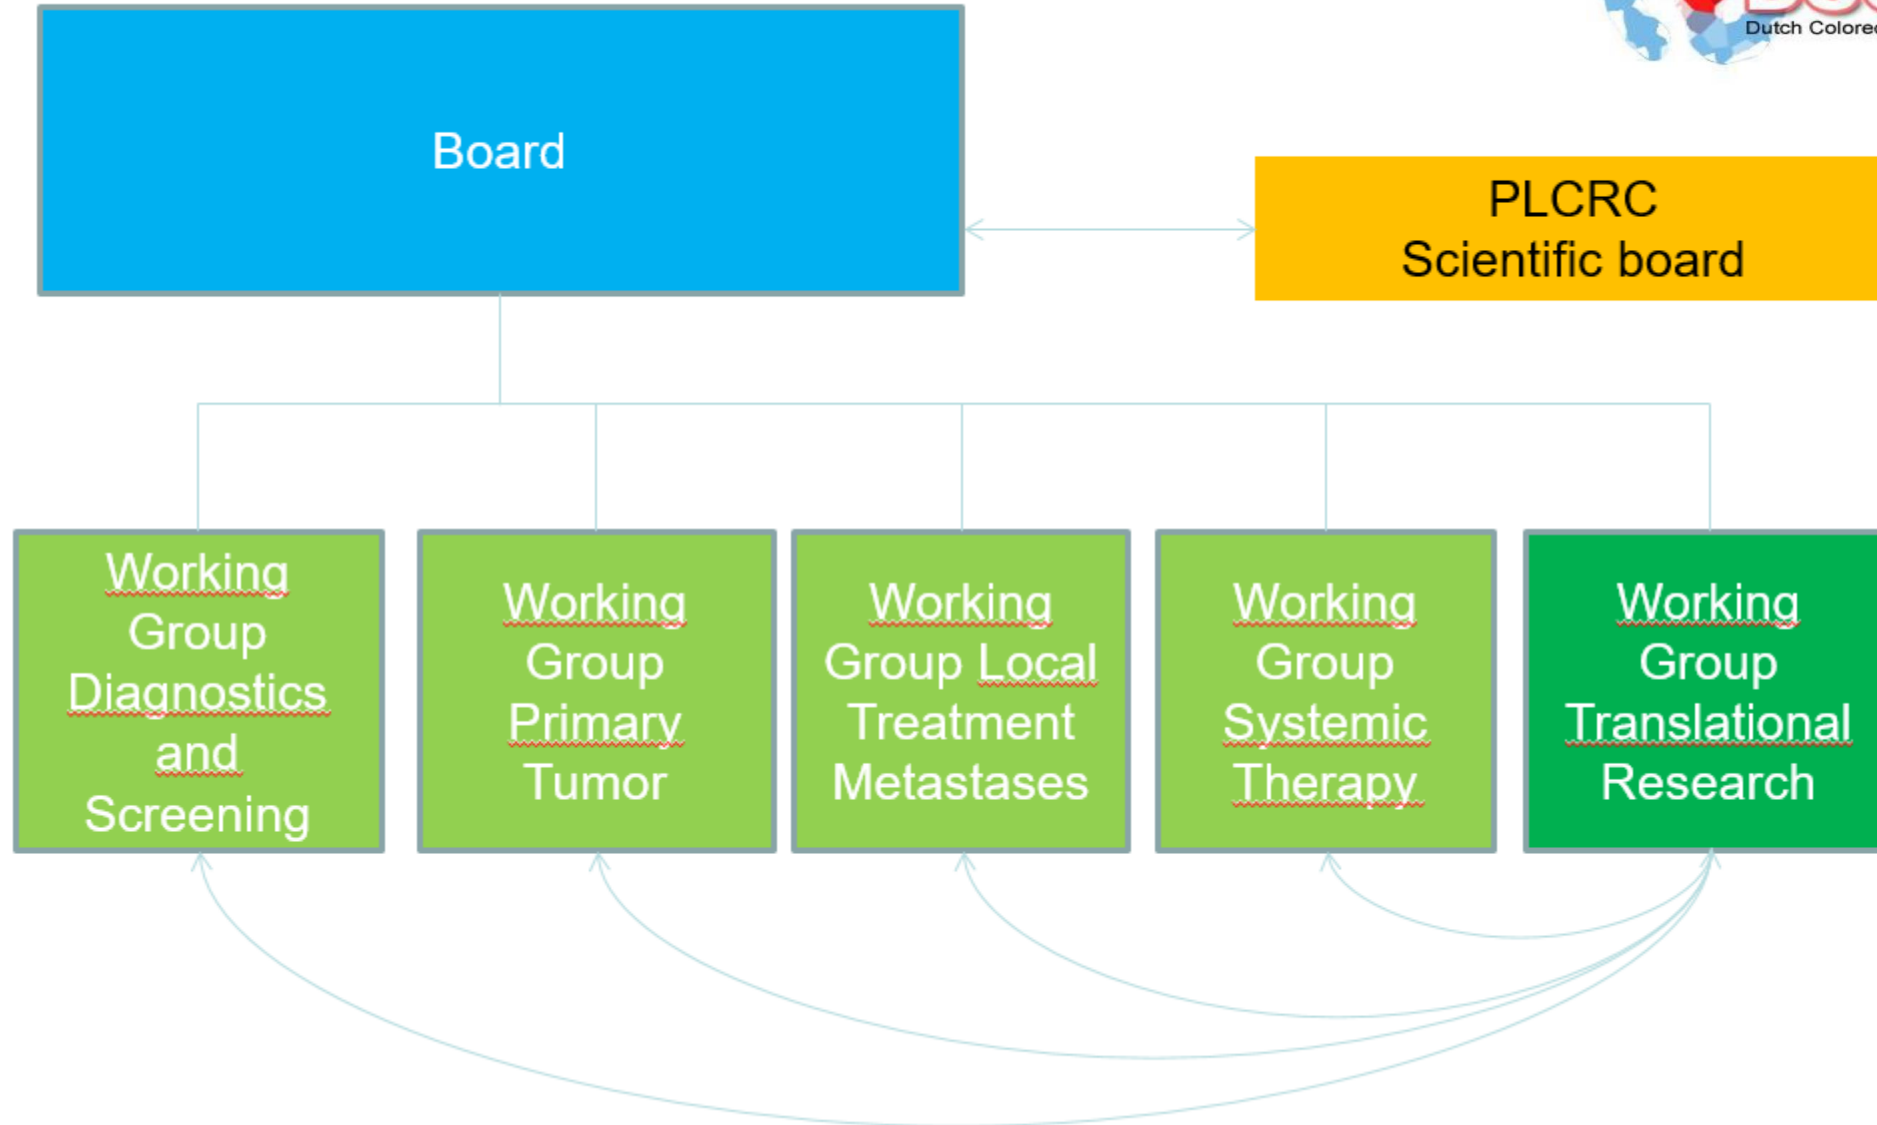 Dutch
Board
PLCRC
Scientific board
Working
Group
Diagnostics
and
Screening
Working
Group
Primary
Tumor
Working
Group Local
Treatment
Metastases
Working
Group
Systemic
Therapy
Working
Group
Translational
Research